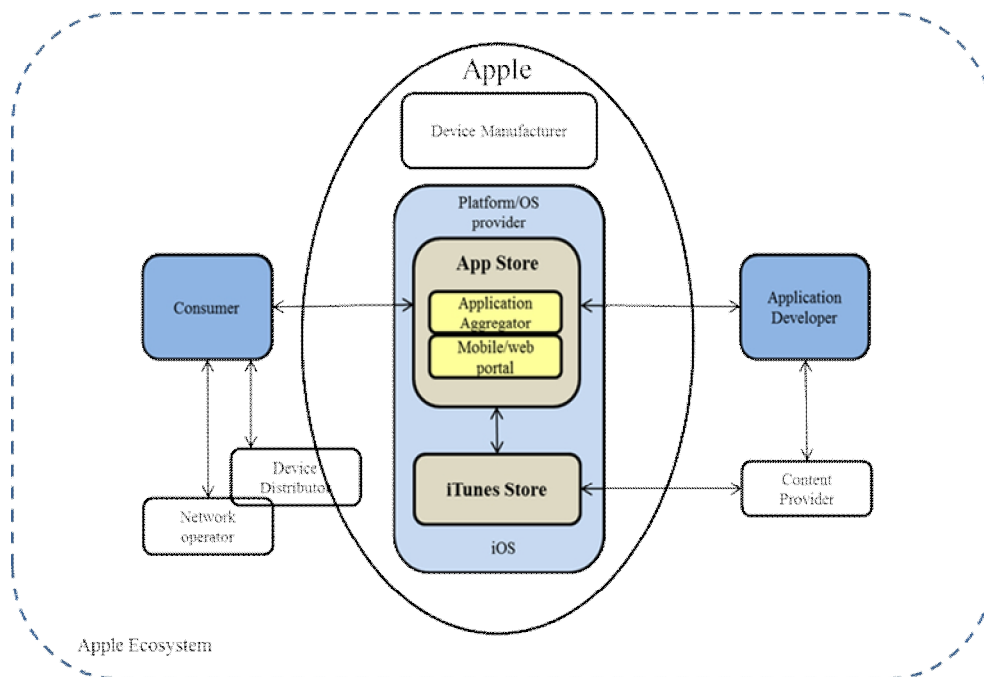 Apple
Device Manufacturer
Platform/OS
provider
App Store
Application
Aggregator
Mobile/web
portal
Consumer
Application
Developer
Device
Distributor
Network
operator
iTunes Store
iOS
Content
Provider
Apple Ecosystem